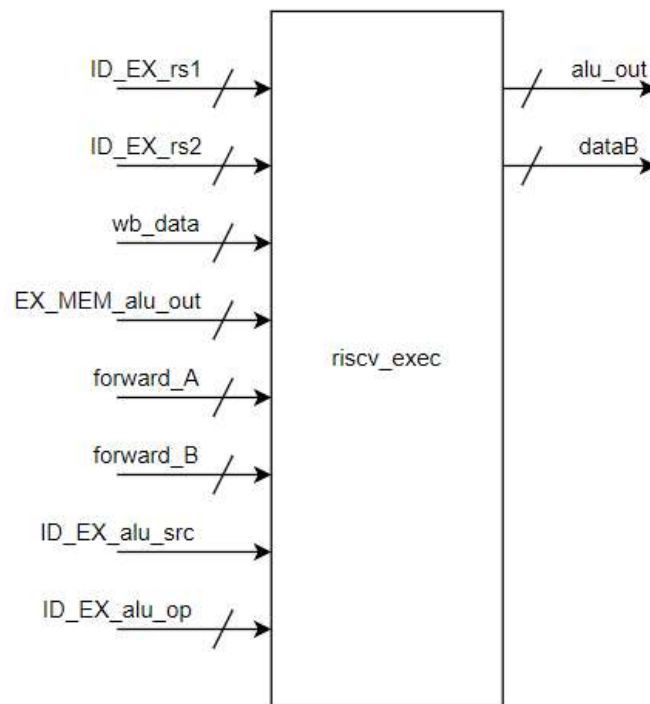 ID_EX_rs1
alu_out
ID_EX_rs2
dataB
wb_data
EX_MEM_alu_out
riscv_exec
forward_A
forward_B
ID_EX_alu_src
ID_EX_alu_op